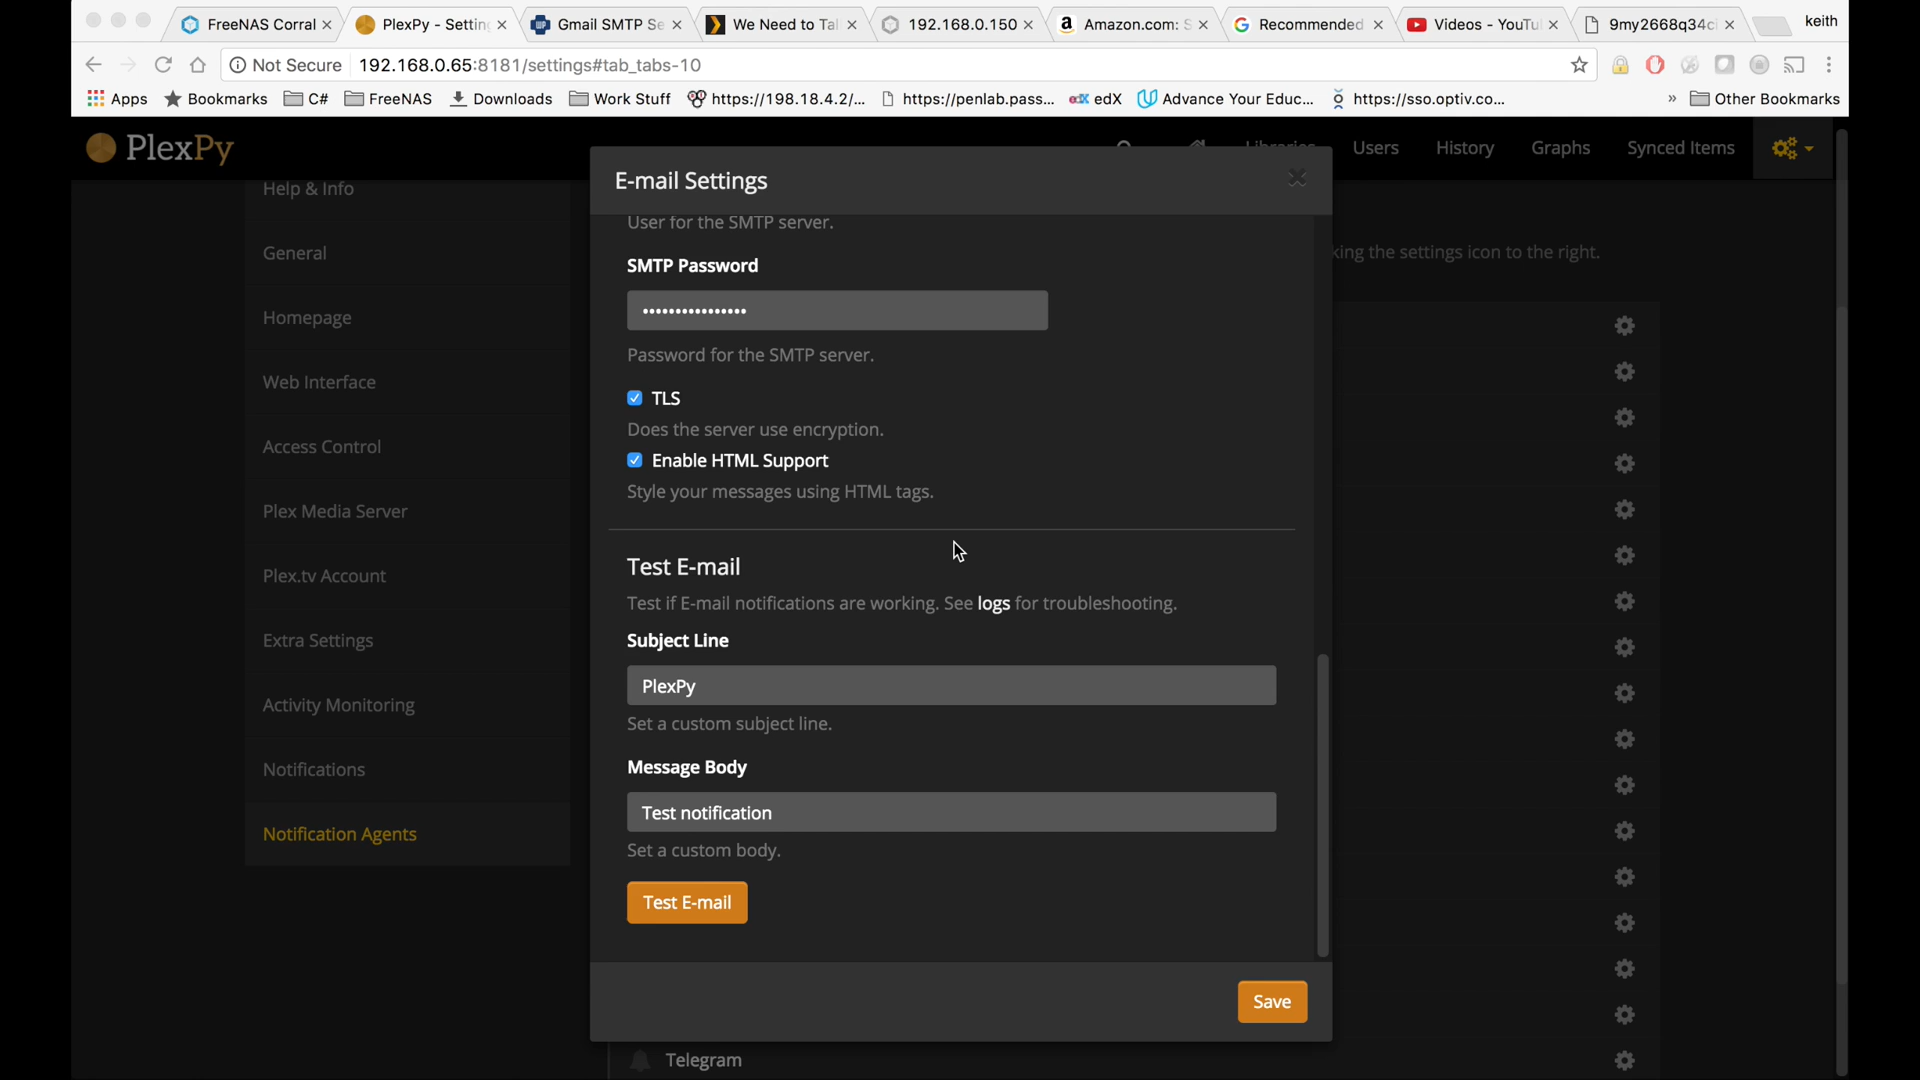 FreeNAS Corral
PlexPy - Settin
Gmail SMTP Se
We Need to Tal
192.168.0.150
Amazon.com: S
Recommended
Videos - YouTu
9my2668q34c
keith
Not Secure 192.168.0.65:8181/settings#tab_tabs-10
Apps Bookmarks C# FreeNAS Downloads Work Stuff https://198.18.4.2/... https://penlab.pass... edX Advance Your Educ... https://sso.optiv.co... » Other Bookmarks
PlexPy
Libraries Users History Graphs Synced Items
Help & Info
General
Homepage
Web Interface
Access Control
Plex Media Server
Plex.tv Account
Extra Settings
Activity Monitoring
Notifications
Notification Agents
E-mail Settings
User for the SMTP server.
king the settings icon to the right.
SMTP Password
••••••••••••••••
Password for the SMTP server.
TLS
Does the server use encryption.
Enable HTML Support
Style your messages using HTML tags.
Test E-mail
Test if E-mail notifications are working. See logs for troubleshooting.
Subject Line
PlexPy
Set a custom subject line.
Message Body
Test notification
Set a custom body.
Test E-mail
Save
Telegram